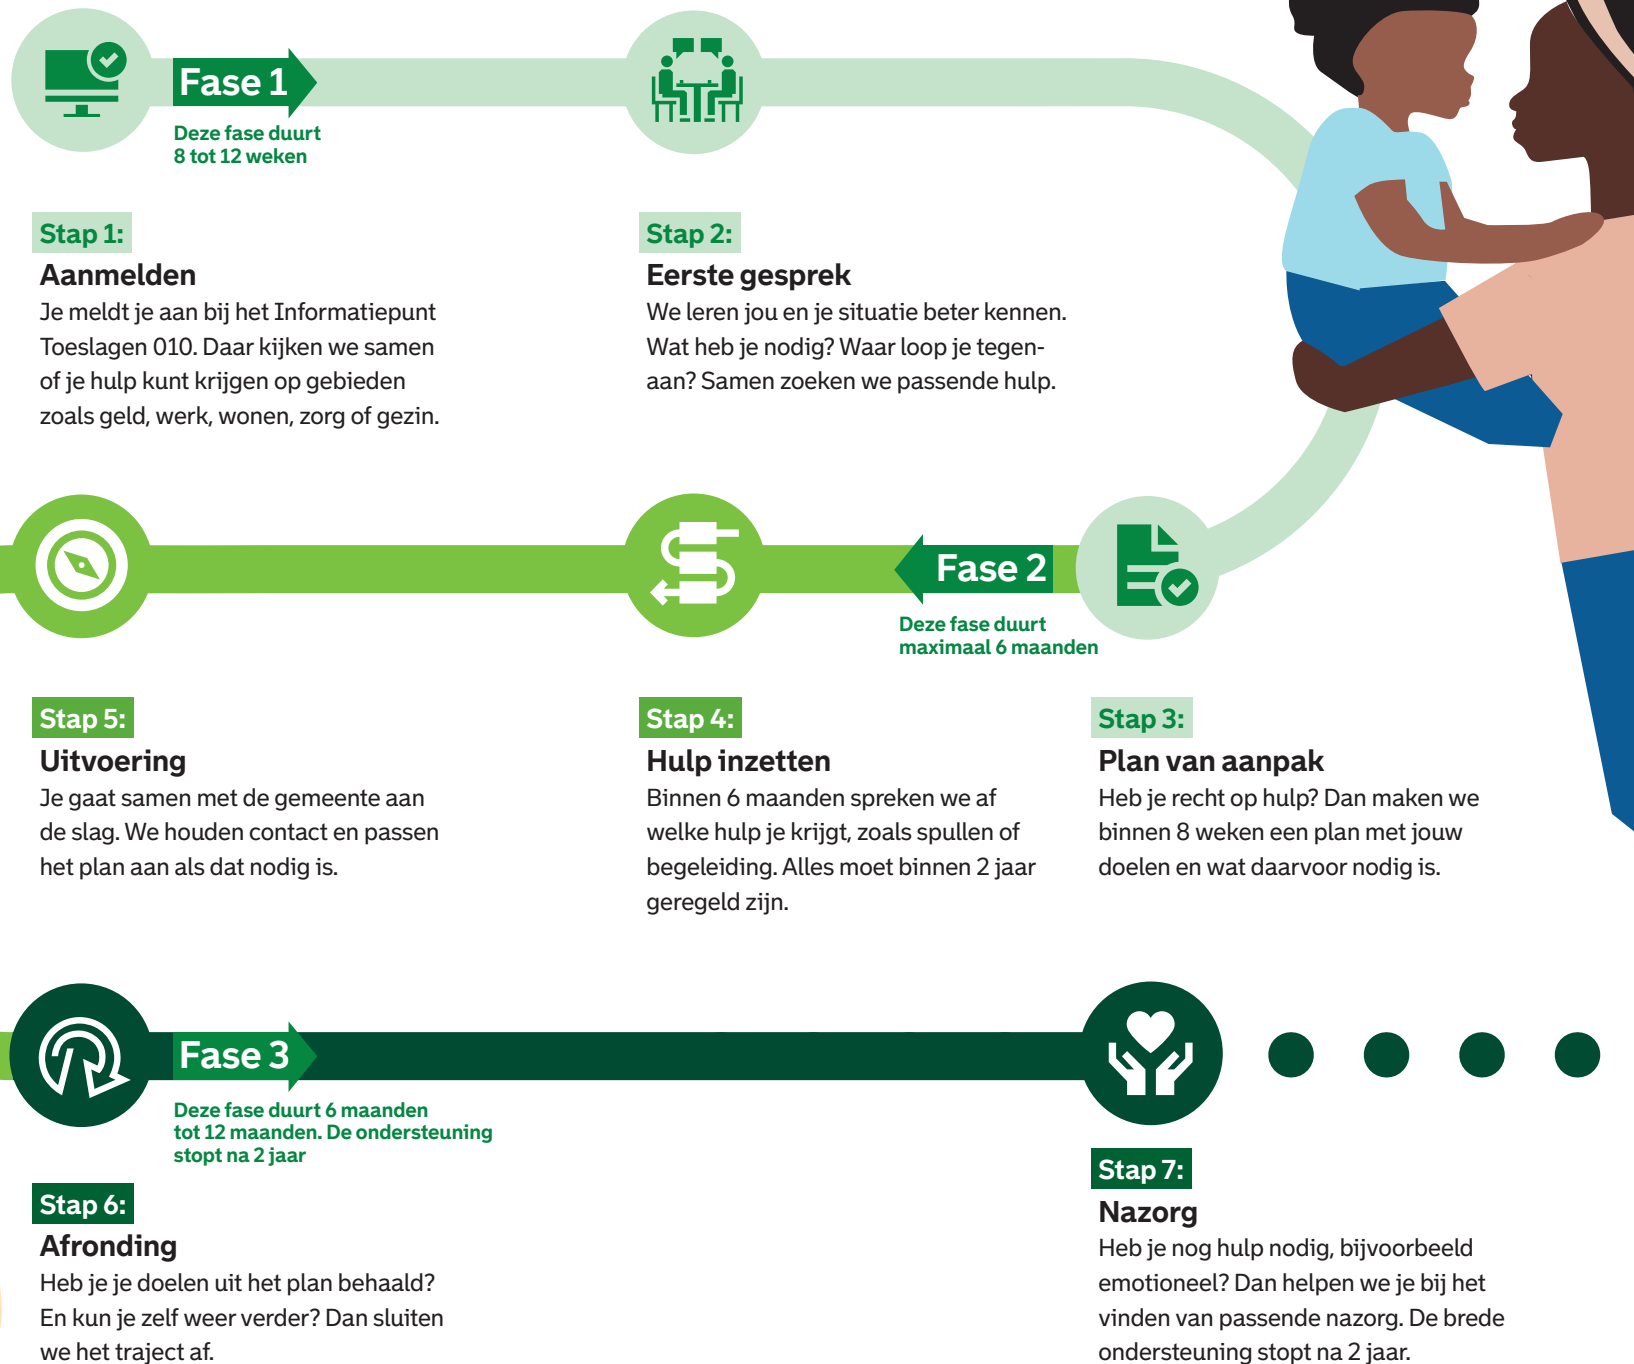 Fase 1
Deze fase duurt
8 tot 12 weken
Stap 1:
Aanmelden
Je meldt je aan bij het Informatiepunt
Toeslagen 010. Daar kijken we samen
of je hulp kunt krijgen op gebieden
zoals geld, werk, wonen, zorg of gezin.
Stap 2:
Eerste gesprek
We leren jou en je situatie beter kennen.
Wat heb je nodig? Waar loop je tegen-
aan? Samen zoeken we passende hulp.
Fase 2
Deze fase duurt
maximaal 6 maanden
Stap 3:
Plan van aanpak
Heb je recht op hulp? Dan maken we
binnen 8 weken een plan met jouw
doelen en wat daarvoor nodig is.
Stap 4:
Hulp inzetten
Binnen 6 maanden spreken we af
welke hulp je krijgt, zoals spullen of
begeleiding. Alles moet binnen 2 jaar
geregeld zijn.
Stap 5:
Uitvoering
Je gaat samen met de gemeente aan
de slag. We houden contact en passen
het plan aan als dat nodig is.
Fase 3
Deze fase duurt 6 maanden
tot 12 maanden. De ondersteuning
stopt na 2 jaar
Stap 6:
Afronding
Heb je je doelen uit het plan behaald?
En kun je zelf weer verder? Dan sluiten
we het traject af.
Stap 7:
Nazorg
Heb je nog hulp nodig, bijvoorbeeld
emotioneel? Dan helpen we je bij het
vinden van passende nazorg. De brede
ondersteuning stopt na 2 jaar.